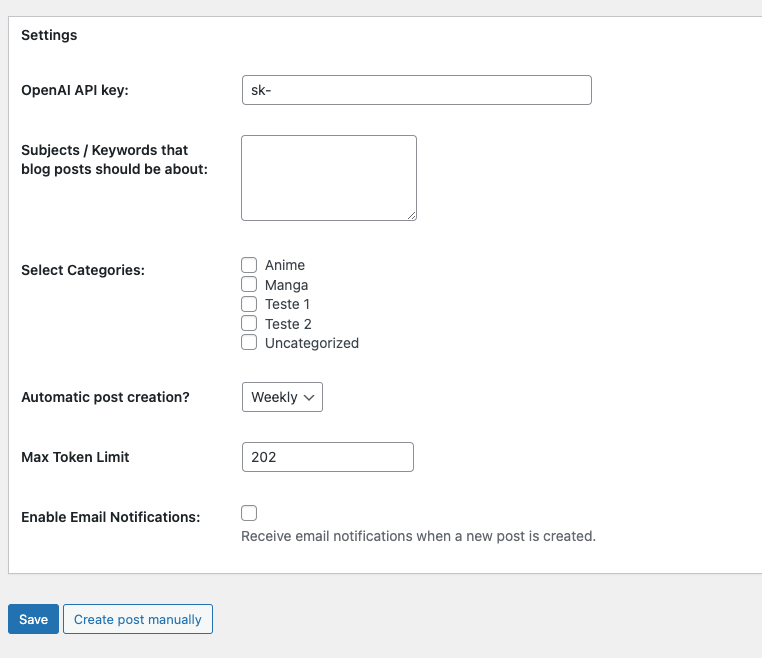 Settings
OpenAI API key:
sk-
Subjects / Keywords that
blog posts should be about:
Select Categories:
Anime
Manga
Teste 1
Teste 2
Uncategorized
Automatic post creation?
Weekly
Max Token Limit
202
Enable Email Notifications:
Receive email notifications when a new post is created.
Save
Create post manually